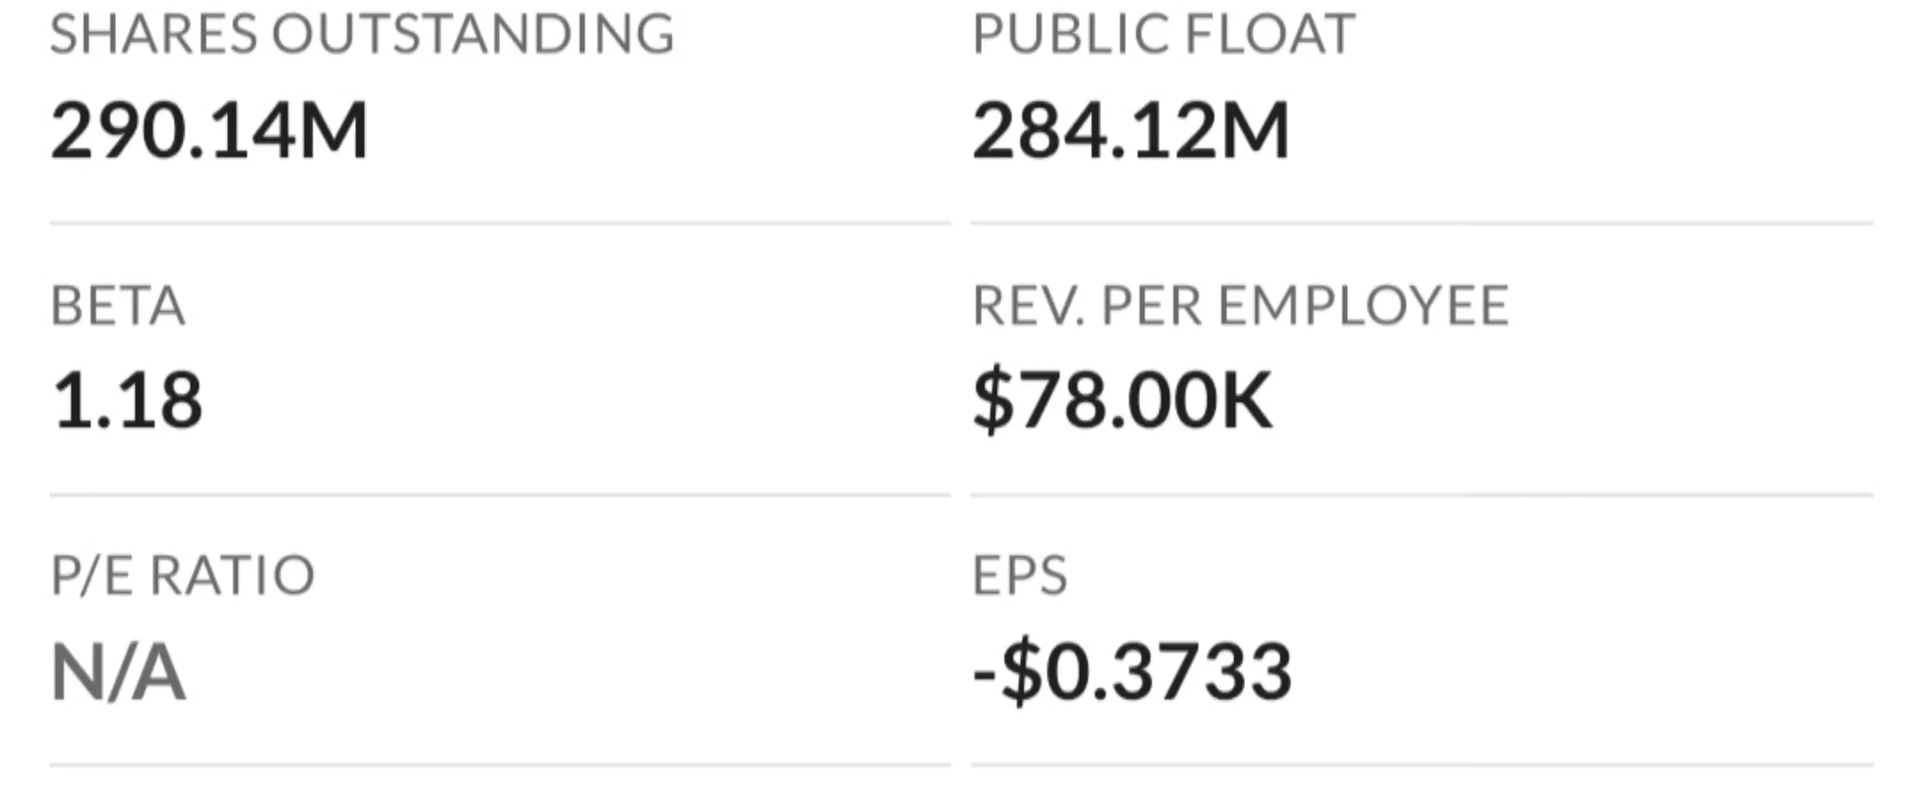 SHARES OUTSTANDING
290.14M
PUBLIC FLOAT
284.12M
BETA
1.18
REV. PER EMPLOYEE
$78.00K
P/E RATIO
N/A
EPS
-$0.3733